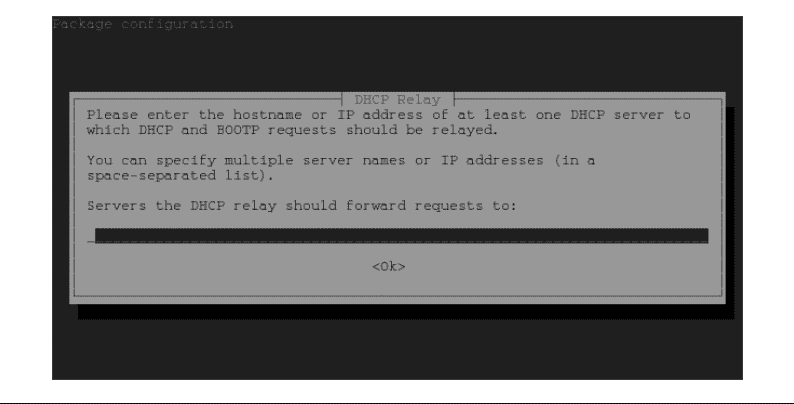 Package configuration
DHCP Relay
Please enter the hostname or IP address of at least one DHCP server to
which DHCP and BOOTP requests should be relayed.
You can specify multiple server names or IP addresses (in a
space-separated list).
Servers the DHCP relay should forward requests to:
<Ok>